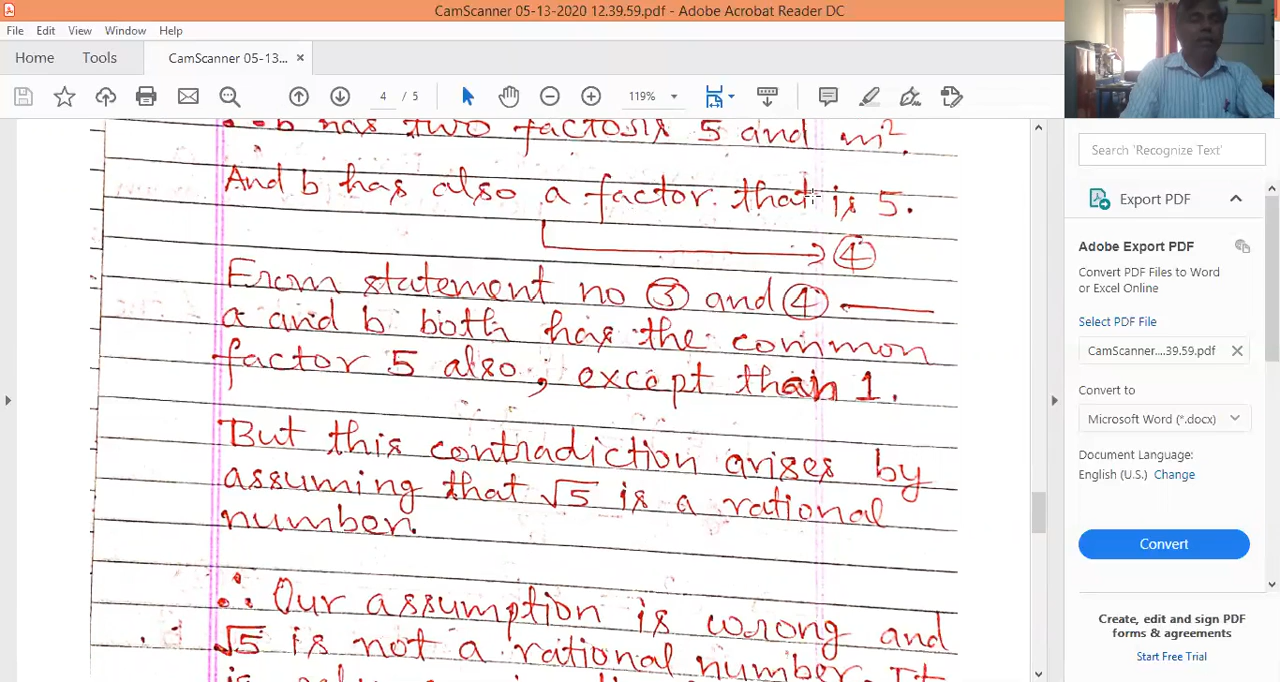 CamScanner 05-13-2020 12.39.59.pdf - Adobe Acrobat Reader DC
File Edit View Window Help
Home Tools CamScanner 05-13... ×
4 / 5 119%
b has two factors 5 and m².
And b has also a factor that is 5.
④
From statement no ③ and ④
a and b both has the common
factor 5 also, except than 1.
But this contradiction arises by
assuming that √5 is a rational
number.
∴ Our assumption is wrong and
√5 is not a rational number. It
Search 'Recognize Text'
Export PDF
Adobe Export PDF
Convert PDF Files to Word
or Excel Online
Select PDF File
CamScanner....39.59.pdf
Convert to
Microsoft Word (*.docx)
Document Language:
English (U.S.) Change
Convert
Create, edit and sign PDF
forms & agreements
Start Free Trial